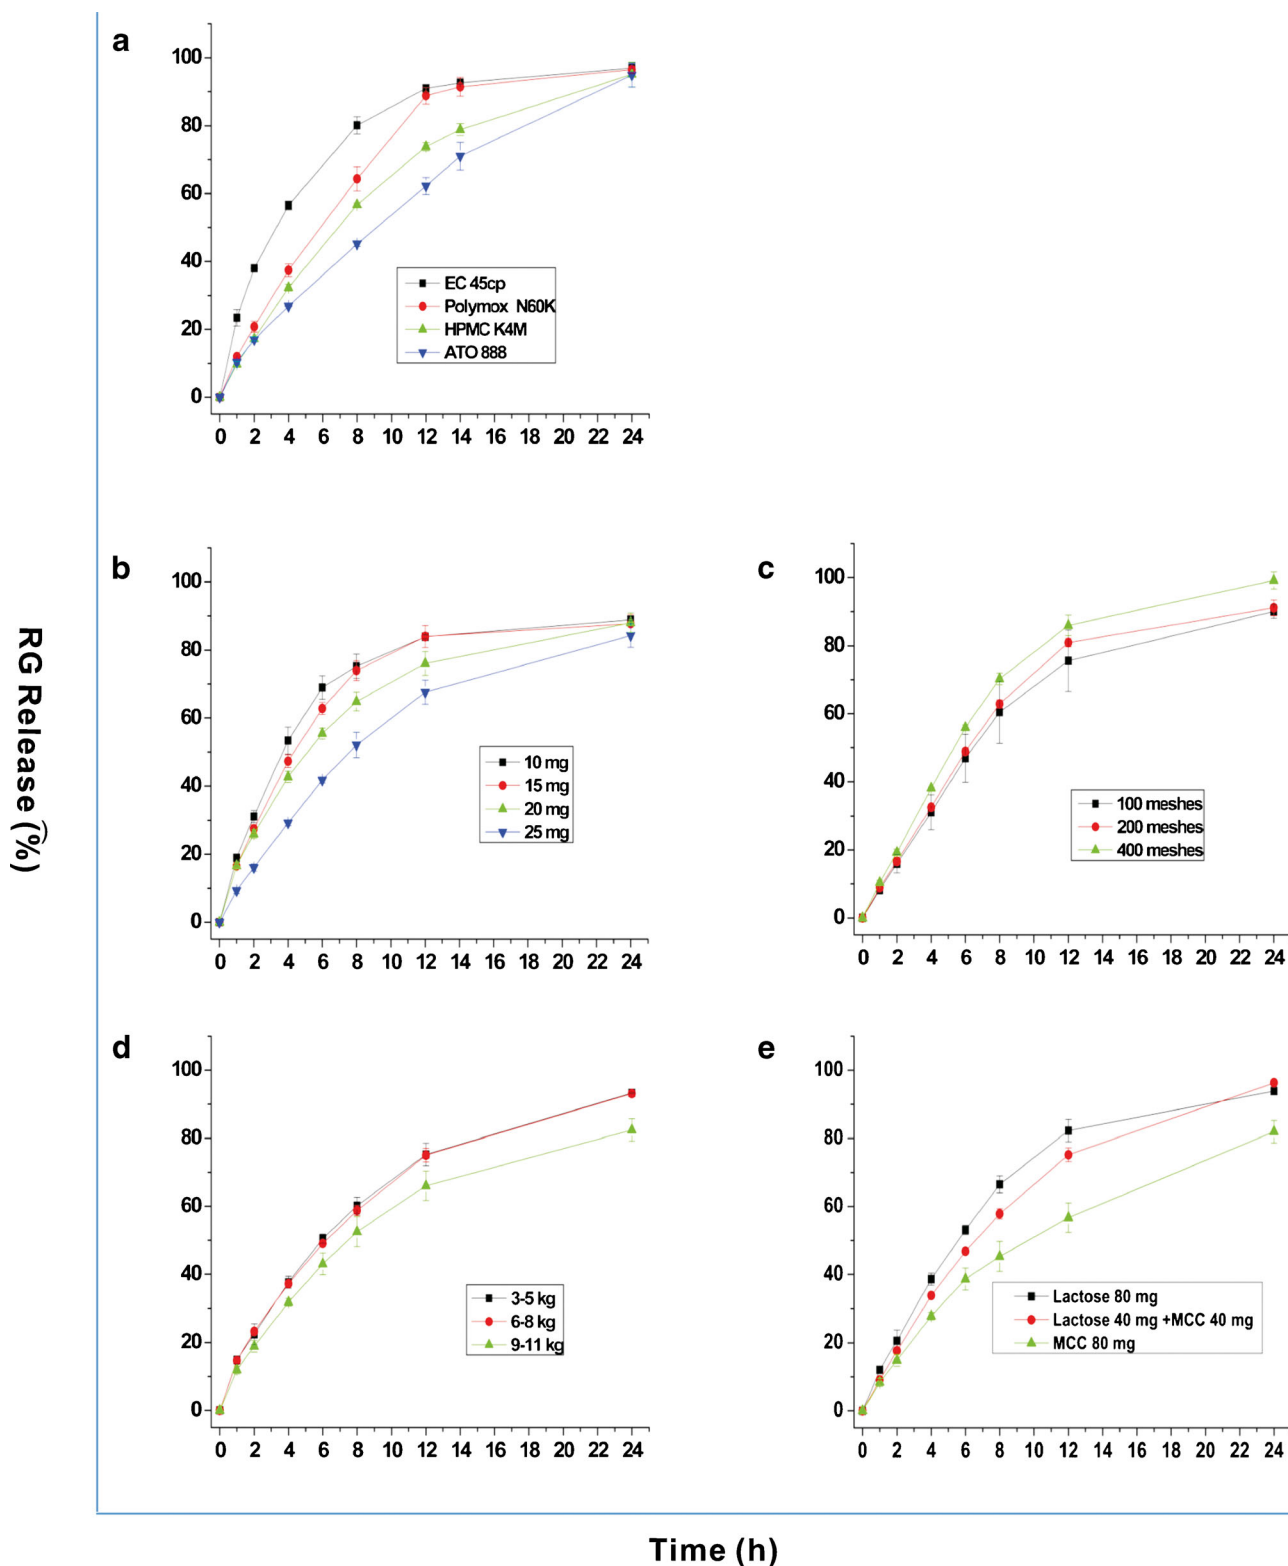 a
100
80
60
40
20
0
EC 45cp
Polymox N60K
HPMC K4M
ATO 888
0 2 4 6 8 10 12 14 16 18 20 22 24
b
100
80
60
40
20
0
10 mg
15 mg
20 mg
25 mg
0 2 4 6 8 10 12 14 16 18 20 22 24
c
100
80
60
40
20
0
100 meshes
200 meshes
400 meshes
0 2 4 6 8 10 12 14 16 18 20 22 24
RG Release (%)
d
100
80
60
40
20
0
3-5 kg
6-8 kg
9-11 kg
0 2 4 6 8 10 12 14 16 18 20 22 24
e
100
80
60
40
20
0
Lactose 80 mg
Lactose 40 mg +MCC 40 mg
MCC 80 mg
0 2 4 6 8 10 12 14 16 18 20 22 24
Time (h)